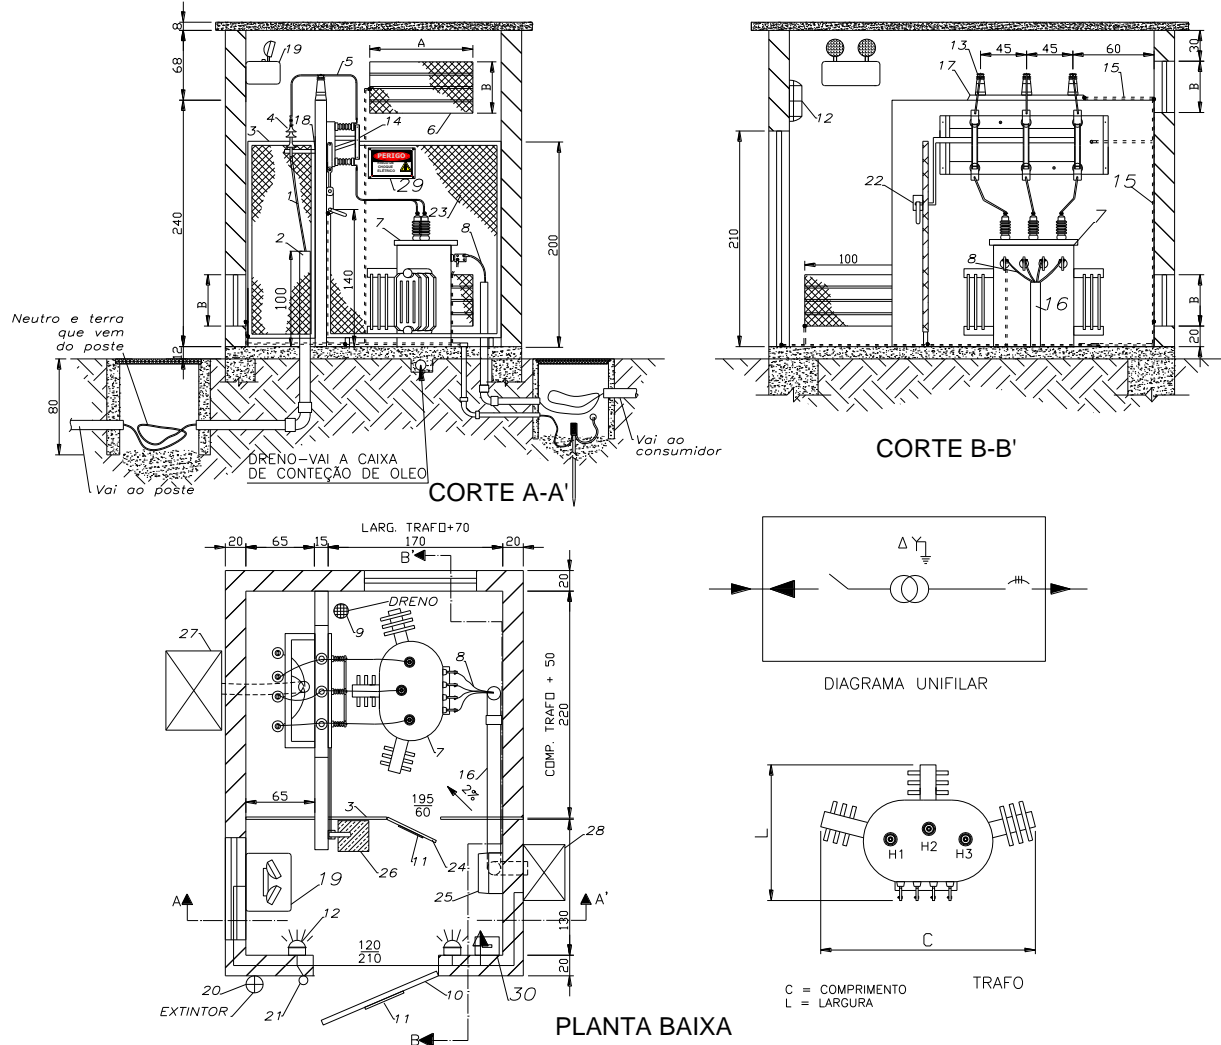 8
68
240
12
80
19
5
A
B
6
3
4
18
14
PERIGO
CHOQUE
ELÉTRICO
29
23
1
2
7
8
100
140
200
B
Neutro e terra
que vem
do poste
Vai ao poste
DRENO-VAI A CAIXA
DE CONTEÇÃO DE OLEO
Vai ao
consumidor
CORTE A-A'
13
45
45
60
30
17
15
B
12
22
15
210
7
100
8
16
B
20
CORTE B-B'
LARG. TRAFO+70
20
65
15
170
20
B'
20
DRENO
9
27
8
COMP. TRAFO + 50
220
7
65
16
2%
3
195
60
28
11
24
26
25
19
A
A'
12
130
120
210
20
20
EXTINTOR
21
10
11
30
B
PLANTA BAIXA
Δ Y
DIAGRAMA UNIFILAR
L
H1
H2
H3
C
C = COMPRIMENTO
L = LARGURA
TRAFO